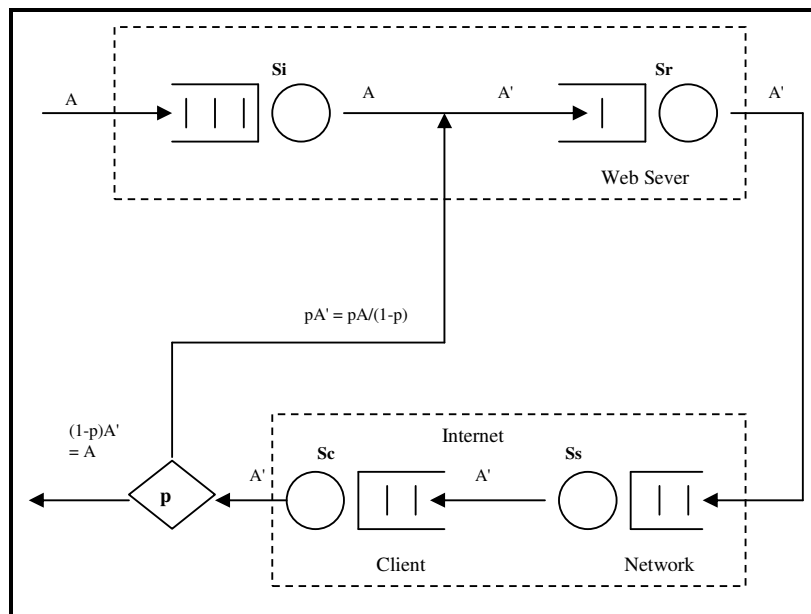 Si
Sr
A
A
A'
A'
Web Sever
pA' = pA/(1-p)
(1-p)A'
= A
Internet
Sc
Ss
A'
A'
p
Client
Network